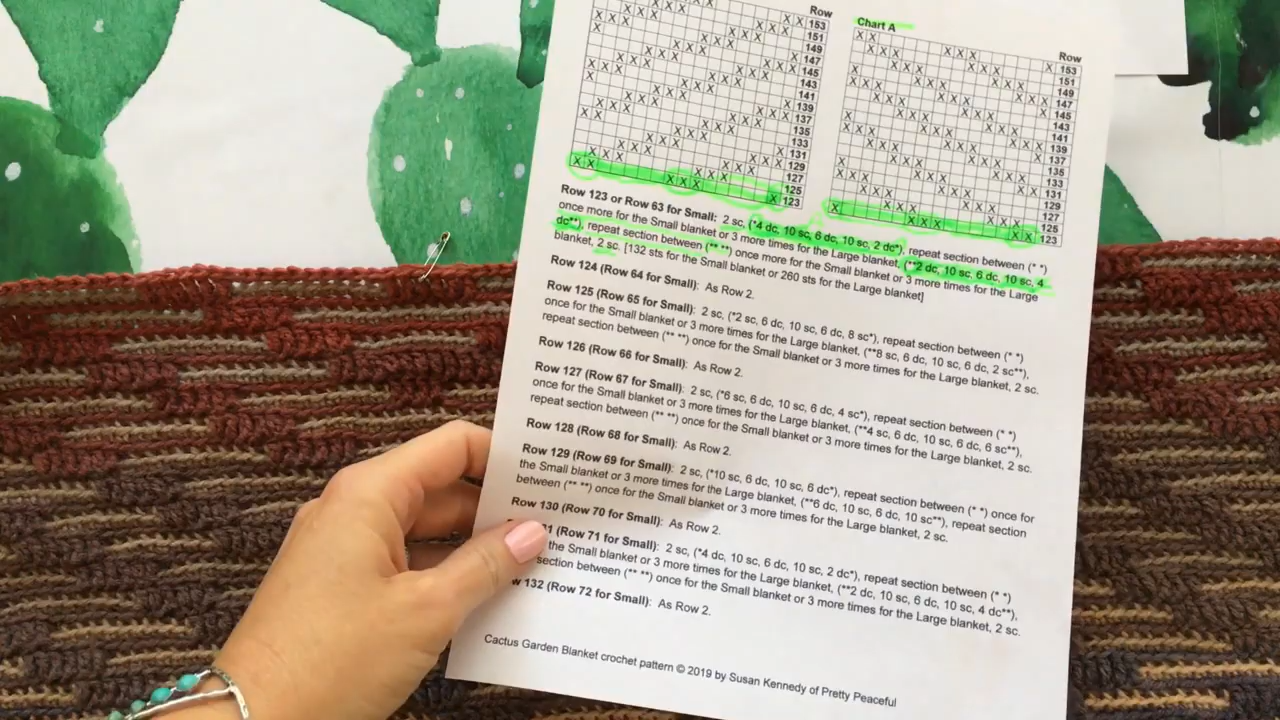 Row
153
151
149
147
145
143
141
139
137
135
133
131
129
127
125
123
Chart A
Row
153
151
149
147
145
143
141
139
137
135
133
131
129
127
125
123
Row 123 or Row 63 for Small: 2 sc, (*4 dc, 10 sc, 6 dc, 10 sc, 2 dc*), repeat section between (* *)
once more for the Small blanket or 3 more times for the Large blanket, (**2 dc, 10 sc, 6 dc, 10 sc, 4
dc**), repeat section between (** **) once more for the Small blanket or 3 more times for the Large
blanket, 2 sc. [132 sts for the Small blanket or 260 sts for the Large blanket]
Row 124 (Row 64 for Small): As Row 2.
Row 125 (Row 65 for Small): 2 sc, (*2 sc, 6 dc, 10 sc, 6 dc, 8 sc*), repeat section between (* *)
once for the Small blanket or 3 more times for the Large blanket, (**8 sc, 6 dc, 10 sc, 6 dc, 2 sc**),
repeat section between (** **) once for the Small blanket or 3 more times for the Large blanket, 2 sc.
Row 126 (Row 66 for Small): As Row 2.
Row 127 (Row 67 for Small): 2 sc, (*6 sc, 6 dc, 10 sc, 6 dc, 4 sc*), repeat section between (* *)
once for the Small blanket or 3 more times for the Large blanket, (**4 sc, 6 dc, 10 sc, 6 dc, 6 sc**),
repeat section between (** **) once for the Small blanket or 3 more times for the Large blanket, 2 sc.
Row 128 (Row 68 for Small): As Row 2.
Row 129 (Row 69 for Small): 2 sc, (*10 sc, 6 dc, 10 sc, 6 dc*), repeat section between (* *) once for
the Small blanket or 3 more times for the Large blanket, (**6 dc, 10 sc, 6 dc, 10 sc**), repeat section
between (** **) once for the Small blanket or 3 more times for the Large blanket, 2 sc.
Row 130 (Row 70 for Small): As Row 2.
31 (Row 71 for Small): 2 sc, (*4 dc, 10 sc, 6 dc, 10 sc, 2 dc*), repeat section between (* *)
the Small blanket or 3 more times for the Large blanket, (**2 dc, 10 sc, 6 dc, 10 sc, 4 dc**),
section between (** **) once for the Small blanket or 3 more times for the Large blanket, 2 sc.
w 132 (Row 72 for Small): As Row 2.
Cactus Garden Blanket crochet pattern © 2019 by Susan Kennedy of Pretty Peaceful